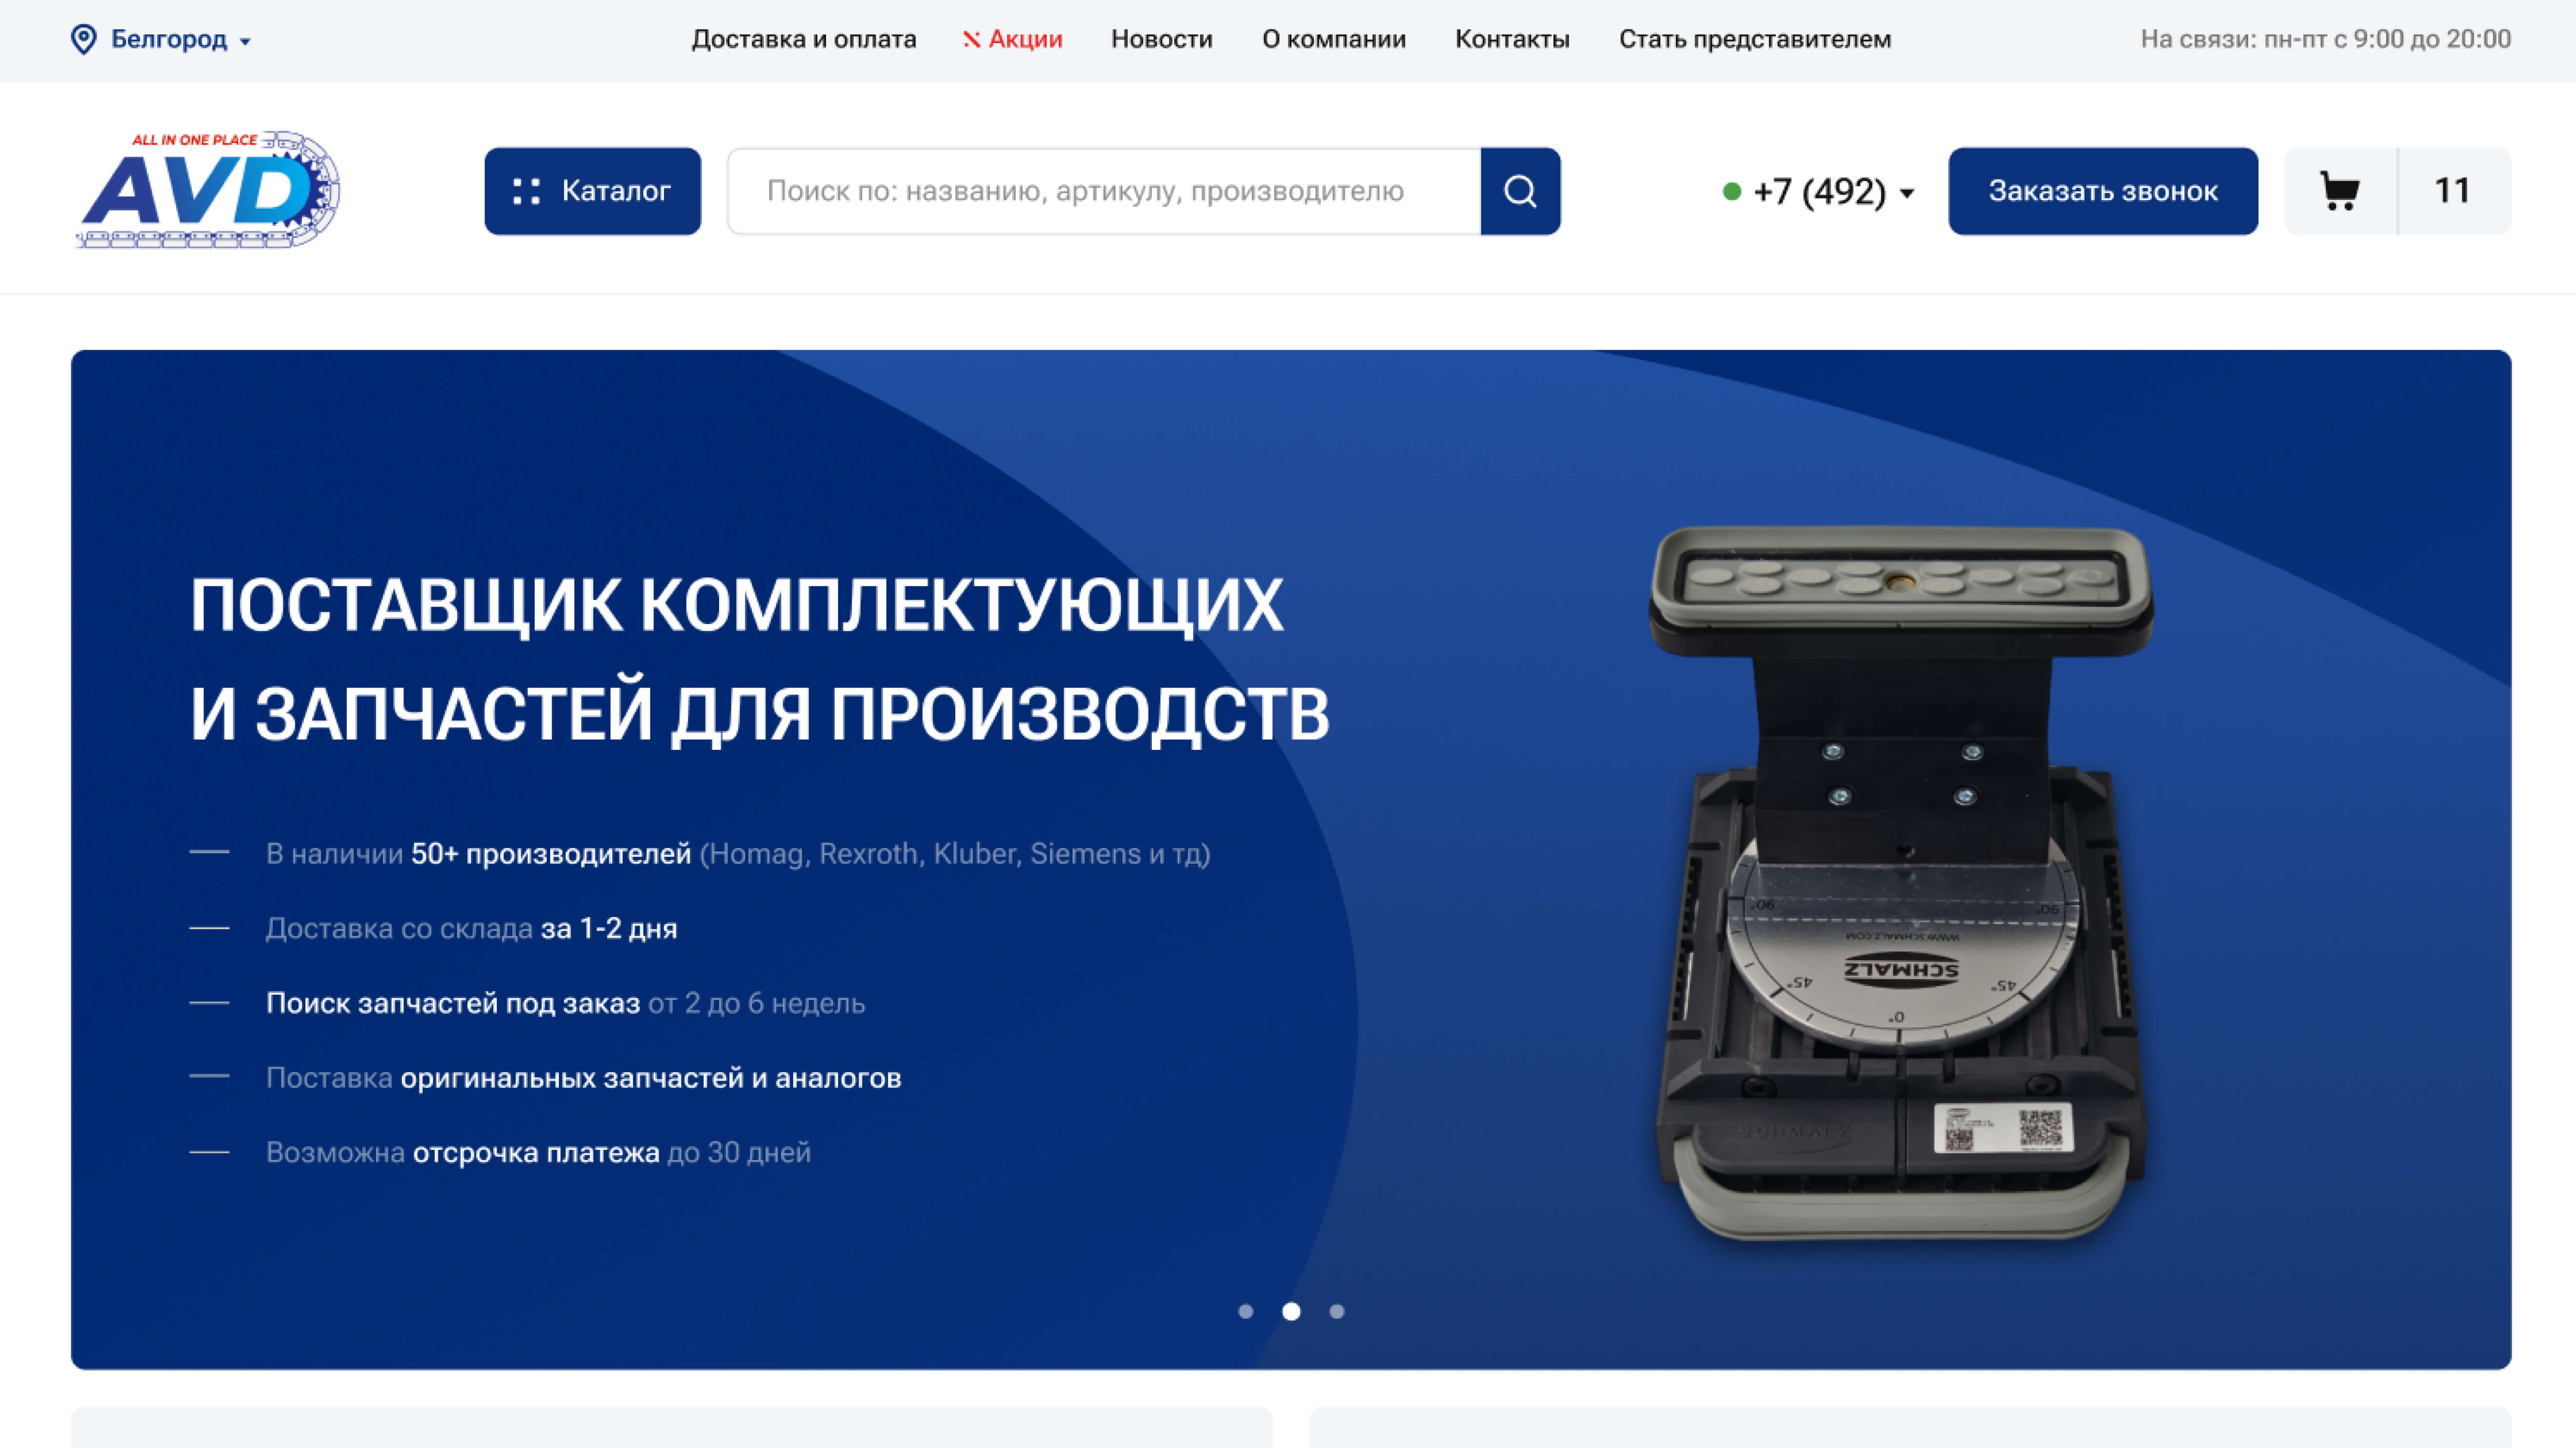 Белгород
Доставка и оплата
Акции
Новости
О компании
Контакты
Стать представителем
На связи: пн-пт с 9:00 до 20:00
ALL IN ONE PLACE
AVD
Каталог
Поиск по: названию, артикулу, производителю
+7 (492)
Заказать звонок
11
ПОСТАВЩИК КОМПЛЕКТУЮЩИХ
И ЗАПЧАСТЕЙ ДЛЯ ПРОИЗВОДСТВ
— В наличии 50+ производителей (Homag, Rexroth, Kluber, Siemens и тд)
— Доставка со склада за 1-2 дня
— Поиск запчастей под заказ от 2 до 6 недель
— Поставка оригинальных запчастей и аналогов
— Возможна отсрочка платежа до 30 дней
90° 90°
WWW.SCHMALZ.COM
SCHMALZ
45° 45°
0°
SCHMALZ